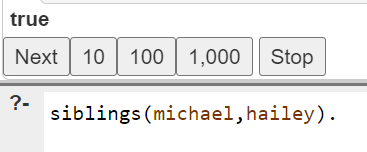 true
Next 10 100 1,000 Stop
?- siblings(michael,hailey).